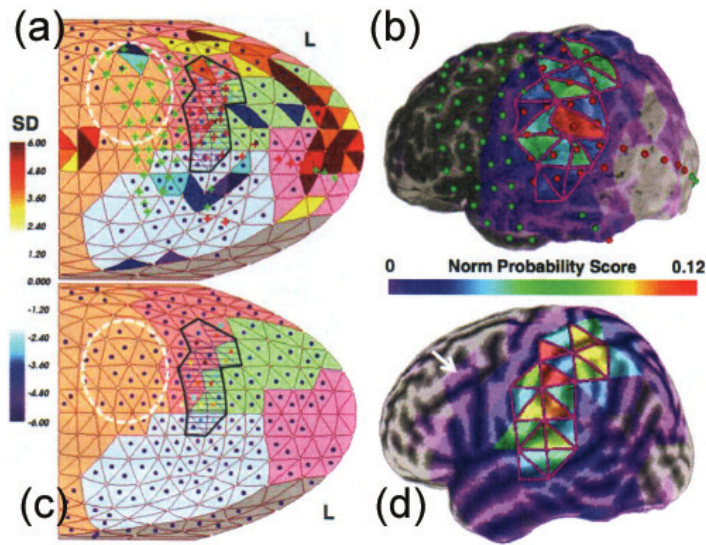 (a)
L
(b)
SD
6.00
4.80
3.60
2.40
1.20
0.000
-1.20
-2.40
-3.60
-4.80
-6.00
0 Norm Probability Score 0.12
(c)
L
(d)